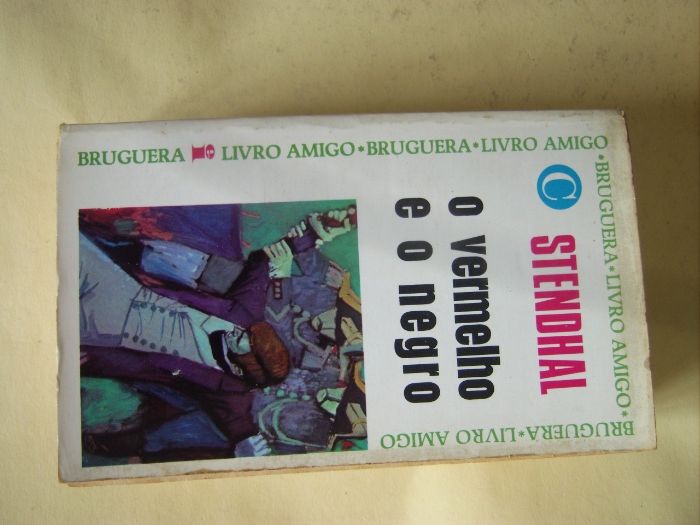 BRUGUERA LIVRO AMIGO*BRUGUERA*LIVRO AMIGO
*BRUGUERA*LIVRO AMIGO*
BRUGUERA*LIVRO AMIGO
C
STENDHAL
o vermelho
e o negro